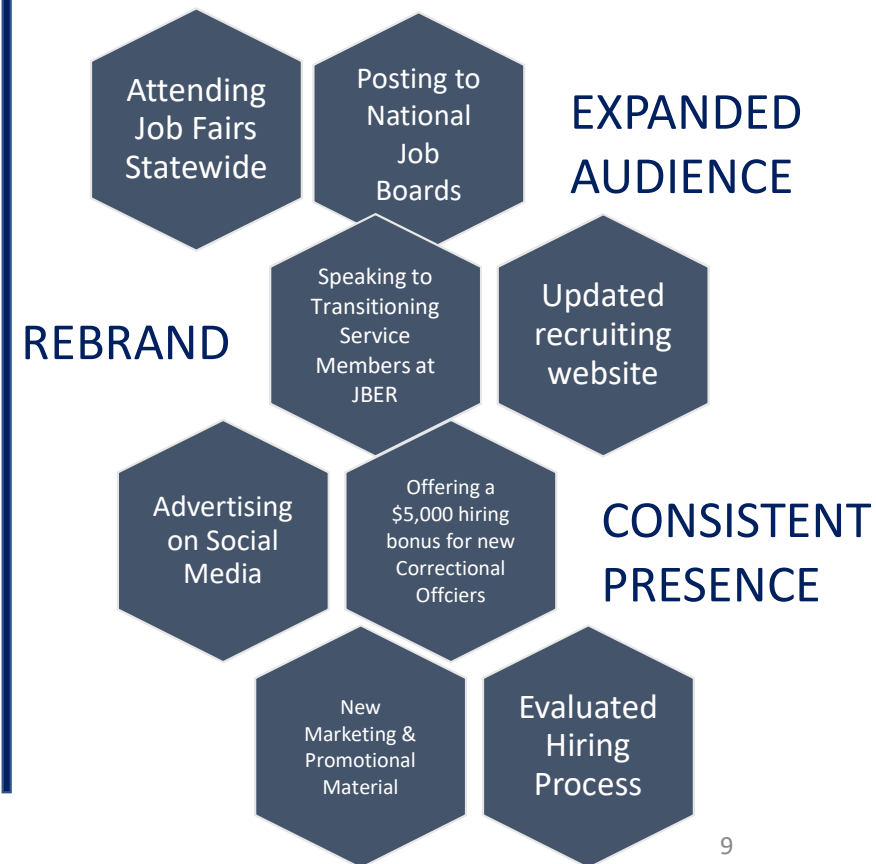 Attending
Job Fairs
Statewide
Posting to
National
Job
Boards
EXPANDED
AUDIENCE
REBRAND
Speaking to
Transitioning
Service
Members at
JBER
Updated
recruiting
website
Advertising
on Social
Media
Offering a
$5,000 hiring
bonus for new
Correctional
Offciers
CONSISTENT
PRESENCE
New
Marketing &
Promotional
Material
Evaluated
Hiring
Process
9